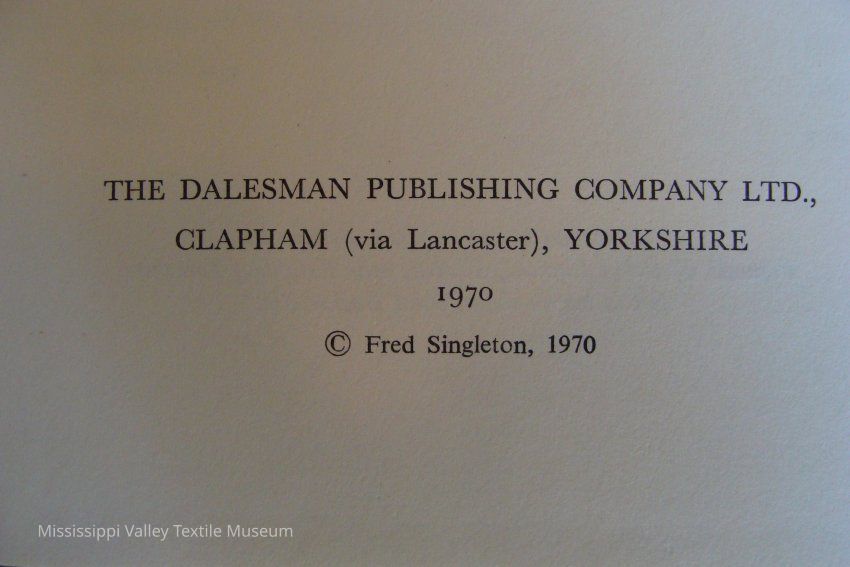 THE DALESMAN PUBLISHING COMPANY LTD.,
CLAPHAM (via Lancaster), YORKSHIRE
1970
© Fred Singleton, 1970
Mississippi Valley Textile Museum